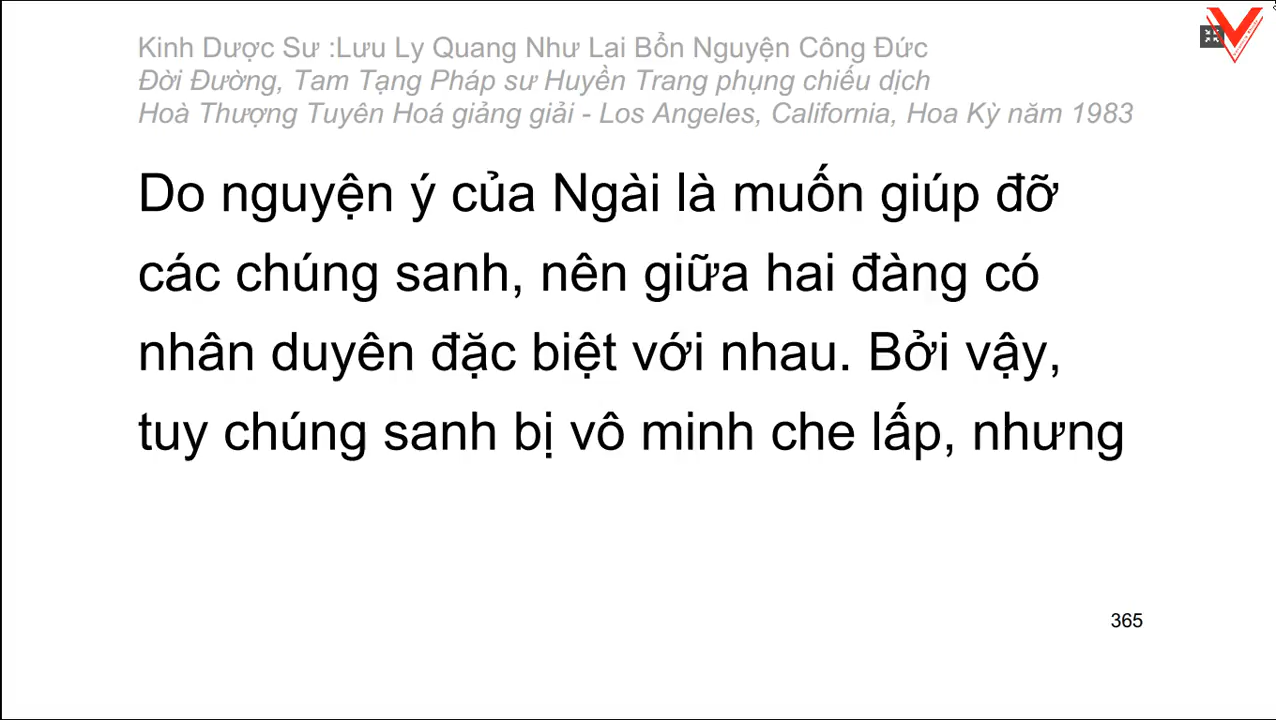 Kinh Dược Sư :Lưu Ly Quang Như Lai Bổn Nguyện Công Đức
Đời Đường, Tam Tạng Pháp sư Huyền Trang phụng chiếu dịch
Hoà Thượng Tuyên Hoá giảng giải - Los Angeles, California, Hoa Kỳ năm 1983
Do nguyện ý của Ngài là muốn giúp đỡ
các chúng sanh, nên giữa hai đàng có
nhân duyên đặc biệt với nhau. Bởi vậy,
tuy chúng sanh bị vô minh che lấp, nhưng
365